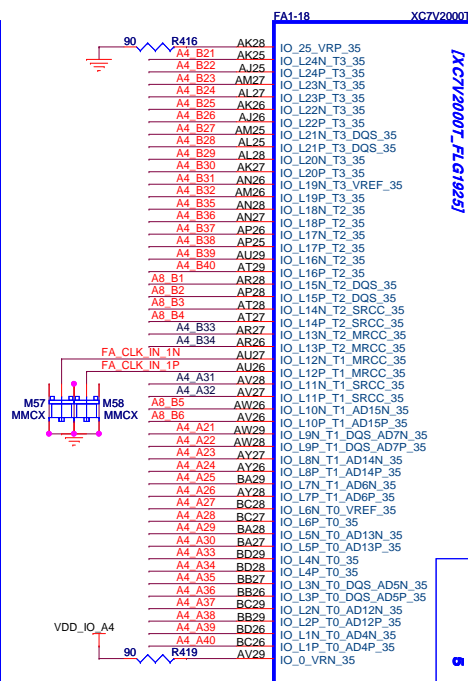 FA1-18 XC7V2000T
[XC7V2000T_FLG1925]
90 R416 AK28 IO_25_VRP_35
A4_B21 AK25 IO_L24N_T3_35
A4_B22 AJ25 IO_L24P_T3_35
A4_B23 AM27 IO_L23N_T3_35
A4_B24 AL27 IO_L23P_T3_35
A4_B25 AK26 IO_L22N_T3_35
A4_B26 AJ26 IO_L22P_T3_35
A4_B27 AM25 IO_L21N_T3_DQS_35
A4_B28 AL25 IO_L21P_T3_DQS_35
A4_B29 AL28 IO_L20N_T3_35
A4_B30 AK27 IO_L20P_T3_35
A4_B31 AN26 IO_L19N_T3_VREF_35
A4_B32 AM26 IO_L19P_T3_35
A4_B35 AN28 IO_L18N_T2_35
A4_B36 AN27 IO_L18P_T2_35
A4_B37 AP26 IO_L17N_T2_35
A4_B38 AP25 IO_L17P_T2_35
A4_B39 AU29 IO_L16N_T2_35
A4_B40 AT29 IO_L16P_T2_35
A8_B1 AR28 IO_L15N_T2_DQS_35
A8_B2 AP28 IO_L15P_T2_DQS_35
A8_B3 AT28 IO_L14N_T2_SRCC_35
A8_B4 AT27 IO_L14P_T2_SRCC_35
A4_B33 AR27 IO_L13N_T2_MRCC_35
A4_B34 AR26 IO_L13P_T2_MRCC_35
FA_CLK_IN_1N AU27 IO_L12N_T1_MRCC_35
FA_CLK_IN_1P AU26 IO_L12P_T1_MRCC_35
A4_A31 AV28 IO_L11N_T1_SRCC_35
A4_A32 AV27 IO_L11P_T1_SRCC_35
M57 M58 A8_B5 AW26 IO_L10N_T1_AD15N_35
MMCX MMCX A8_B6 AV26 IO_L10P_T1_AD15P_35
A4_A21 AW29 IO_L9N_T1_DQS_AD7N_35
A4_A22 AW28 IO_L9P_T1_DQS_AD7P_35
A4_A23 AY27 IO_L8N_T1_AD14N_35
A4_A24 AY26 IO_L8P_T1_AD14P_35
A4_A25 BA29 IO_L7N_T1_AD6N_35
A4_A26 AY28 IO_L7P_T1_AD6P_35
A4_A27 BC28 IO_L6N_T0_VREF_35
A4_A28 BC27 IO_L6P_T0_35
A4_A29 BA28 IO_L5N_T0_AD13N_35
A4_A30 BA27 IO_L5P_T0_AD13P_35
A4_A33 BD29 IO_L4N_T0_35
A4_A34 BD28 IO_L4P_T0_35
A4_A35 BB27 IO_L3N_T0_DQS_AD5N_35
A4_A36 BB26 IO_L3P_T0_DQS_AD5P_35
A4_A37 BC29 IO_L2N_T0_AD12N_35
A4_A38 BB29 IO_L2P_T0_AD12P_35
VDD_IO_A4 A4_A39 BD26 IO_L1N_T0_AD4N_35
A4_A40 BC26 IO_L1P_T0_AD4P_35
90 R419 AV29 IO_0_VRN_35